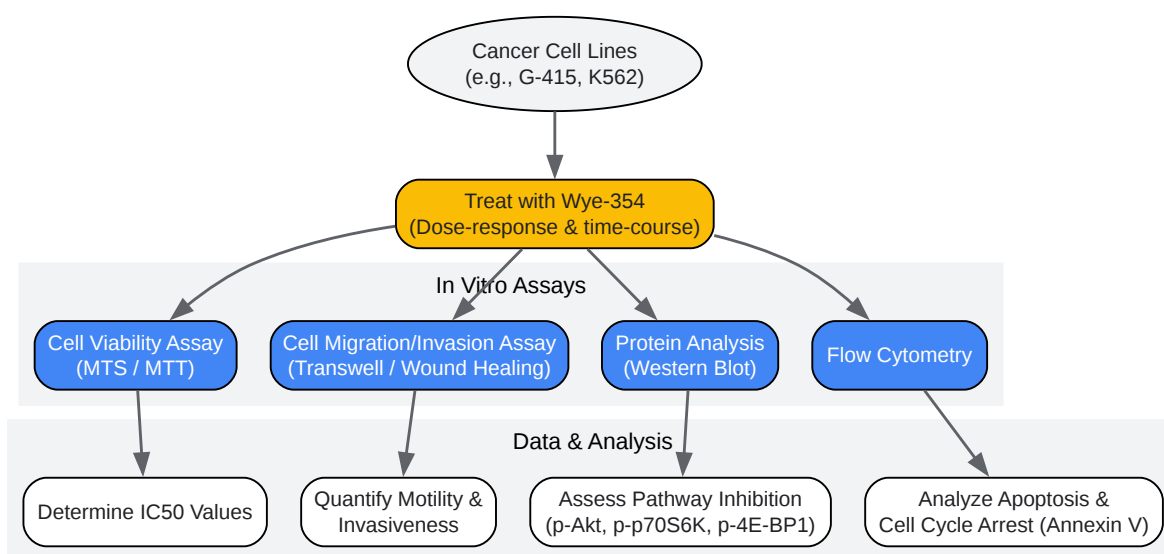 Cancer Cell Lines
(e.g., G-415, K562)
Treat with Wye-354
(Dose-response & time-course)
In Vitro Assays
Cell Viability Assay
(MTS / MTT)
Cell Migration/Invasion Assay
(Transwell / Wound Healing)
Protein Analysis
(Western Blot)
Flow Cytometry
Data & Analysis
Determine IC50 Values
Quantify Motility &
Invasiveness
Assess Pathway Inhibition
(p-Akt, p-p70S6K, p-4E-BP1)
Analyze Apoptosis &
Cell Cycle Arrest (Annexin V)